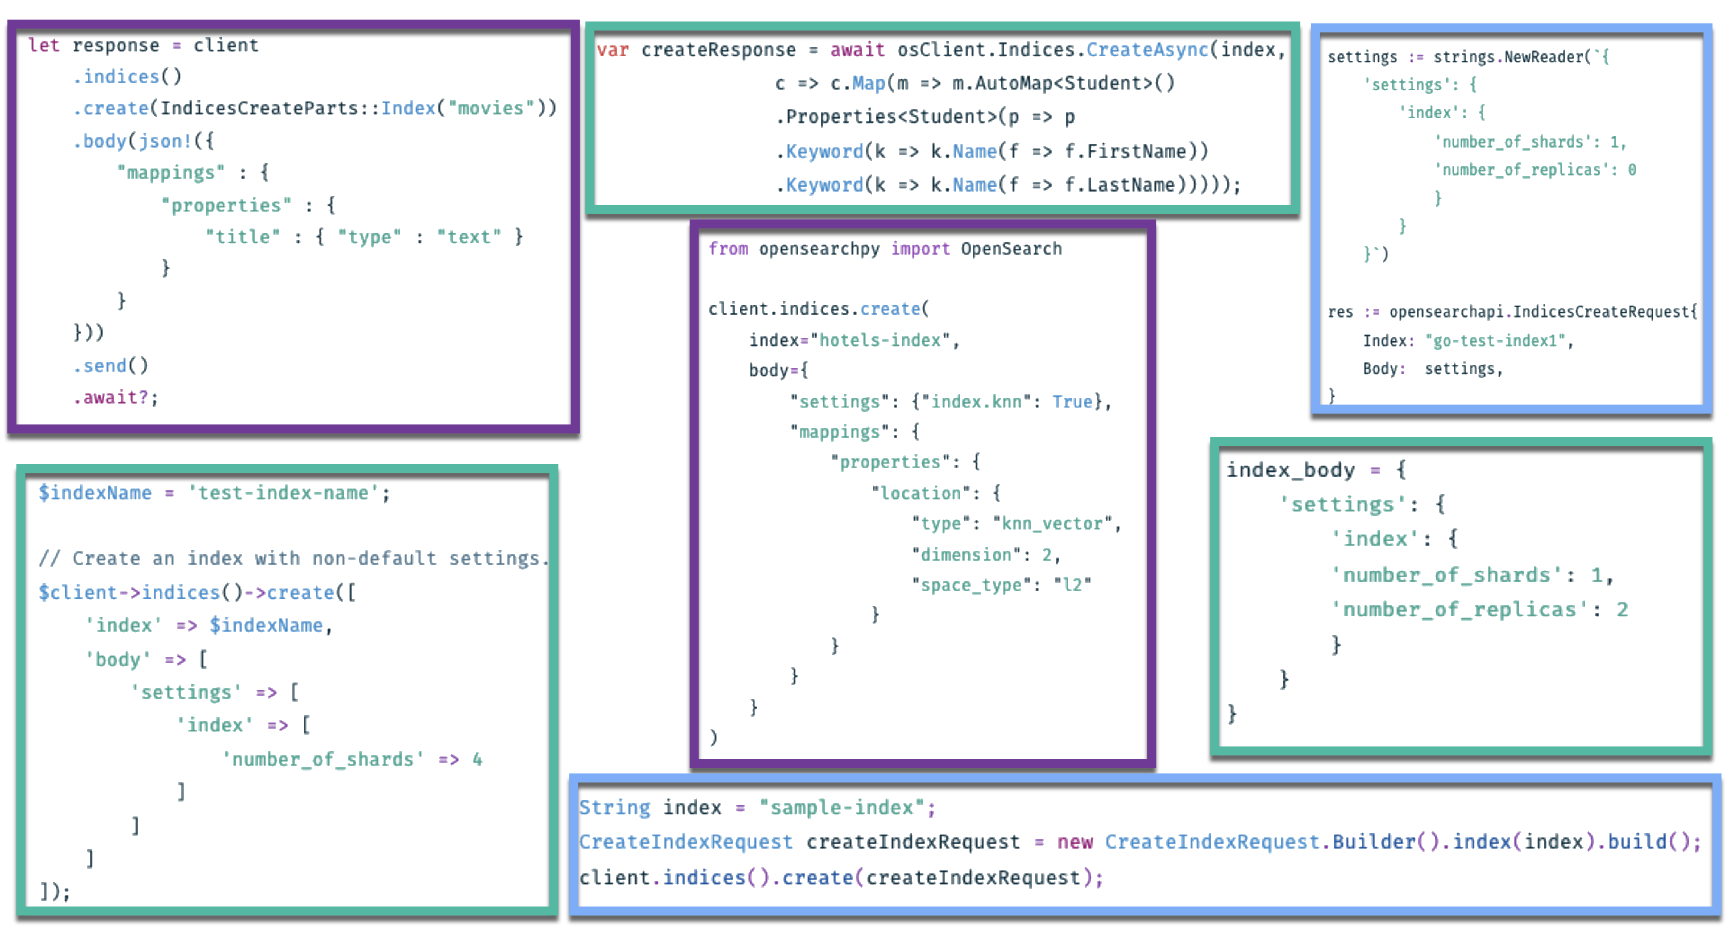 let response = client
    .indices()
    .create(IndicesCreateParts::Index("movies"))
    .body(json!({
        "mappings" : {
            "properties" : {
                "title" : { "type" : "text" }
            }
        }
    }))
    .send()
    .await?;
var createResponse = await osClient.Indices.CreateAsync(index,
                c => c.Map(m => m.AutoMap<Student>()
                .Properties<Student>(p => p
                .Keyword(k => k.Name(f => f.FirstName))
                .Keyword(k => k.Name(f => f.LastName)))));
settings := strings.NewReader(`{
    'settings': {
        'index': {
            'number_of_shards': 1,
            'number_of_replicas': 0
            }
        }
    }`)
res := opensearchapi.IndicesCreateRequest{
    Index: "go-test-index1",
    Body:  settings,
}
from opensearchpy import OpenSearch
client.indices.create(
    index="hotels-index",
    body={
        "settings": {"index.knn": True},
        "mappings": {
            "properties": {
                "location": {
                    "type": "knn_vector",
                    "dimension": 2,
                    "space_type": "l2"
                }
            }
        }
    }
)
$indexName = 'test-index-name';
// Create an index with non-default settings.
$client->indices()->create([
    'index' => $indexName,
    'body' => [
        'settings' => [
            'index' => [
                'number_of_shards' => 4
            ]
        ]
    ]
]);
index_body = {
    'settings': {
        'index': {
        'number_of_shards': 1,
        'number_of_replicas': 2
        }
    }
}
String index = "sample-index";
CreateIndexRequest createIndexRequest = new CreateIndexRequest.Builder().index(index).build();
client.indices().create(createIndexRequest);